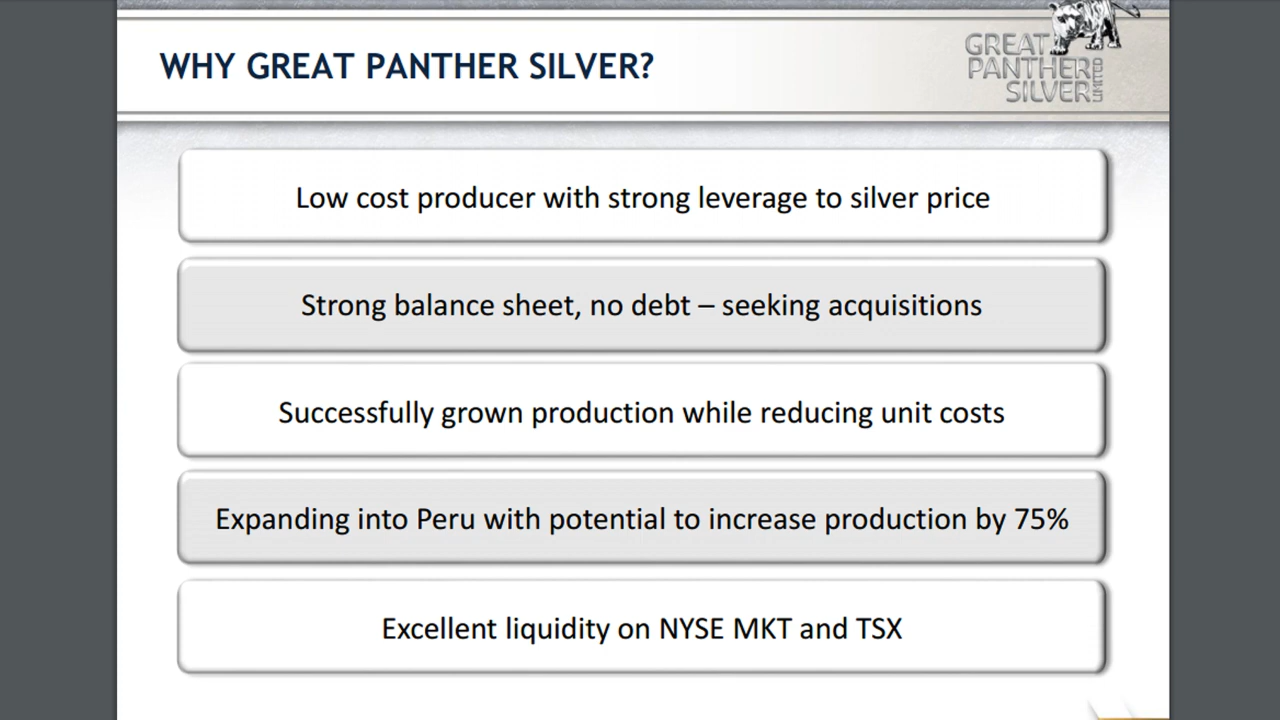 WHY GREAT PANTHER SILVER?
GREAT
PANTHER
SILVER
LIMITED
Low cost producer with strong leverage to silver price
Strong balance sheet, no debt – seeking acquisitions
Successfully grown production while reducing unit costs
Expanding into Peru with potential to increase production by 75%
Excellent liquidity on NYSE MKT and TSX